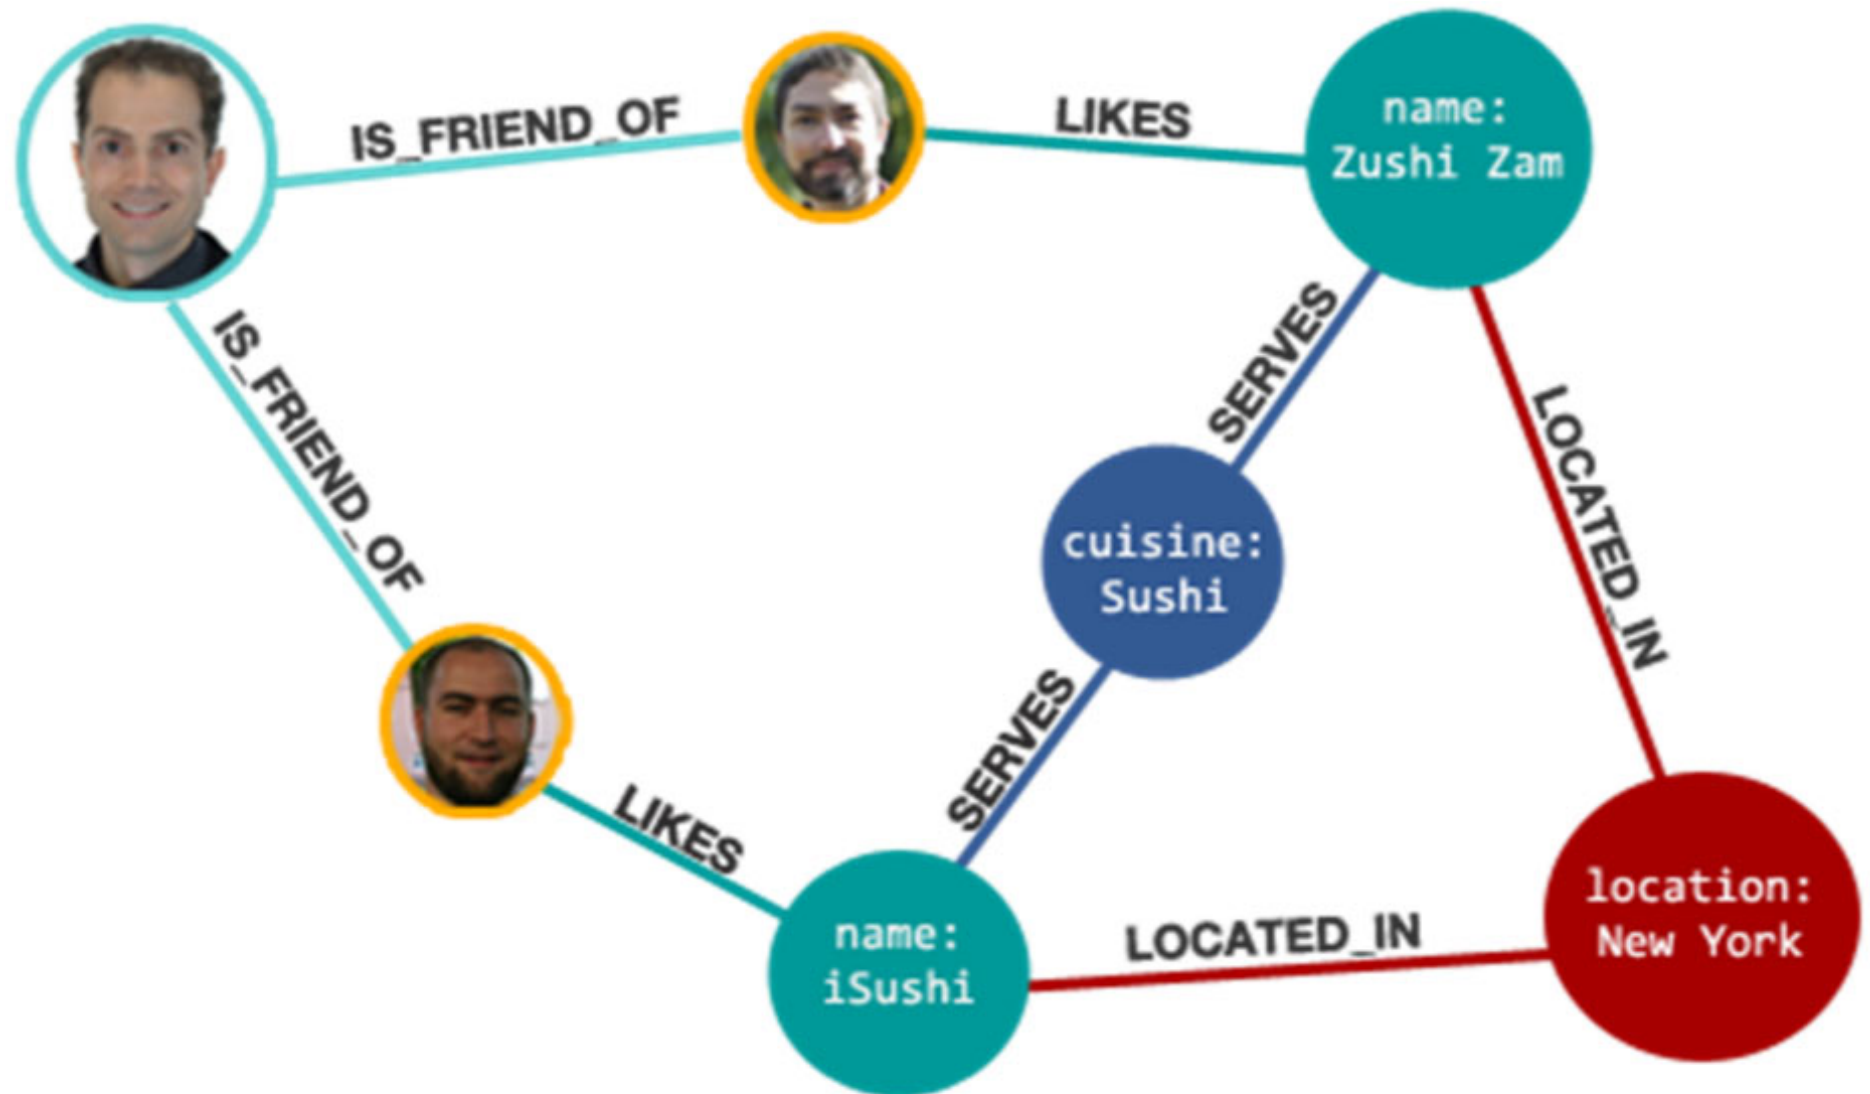 IS_FRIEND_OF
LIKES
name:
Zushi Zam
SERVES
LOCATED_IN
IS_FRIEND_OF
cuisine:
Sushi
SERVES
LIKES
name:
iSushi
LOCATED_IN
location:
New York